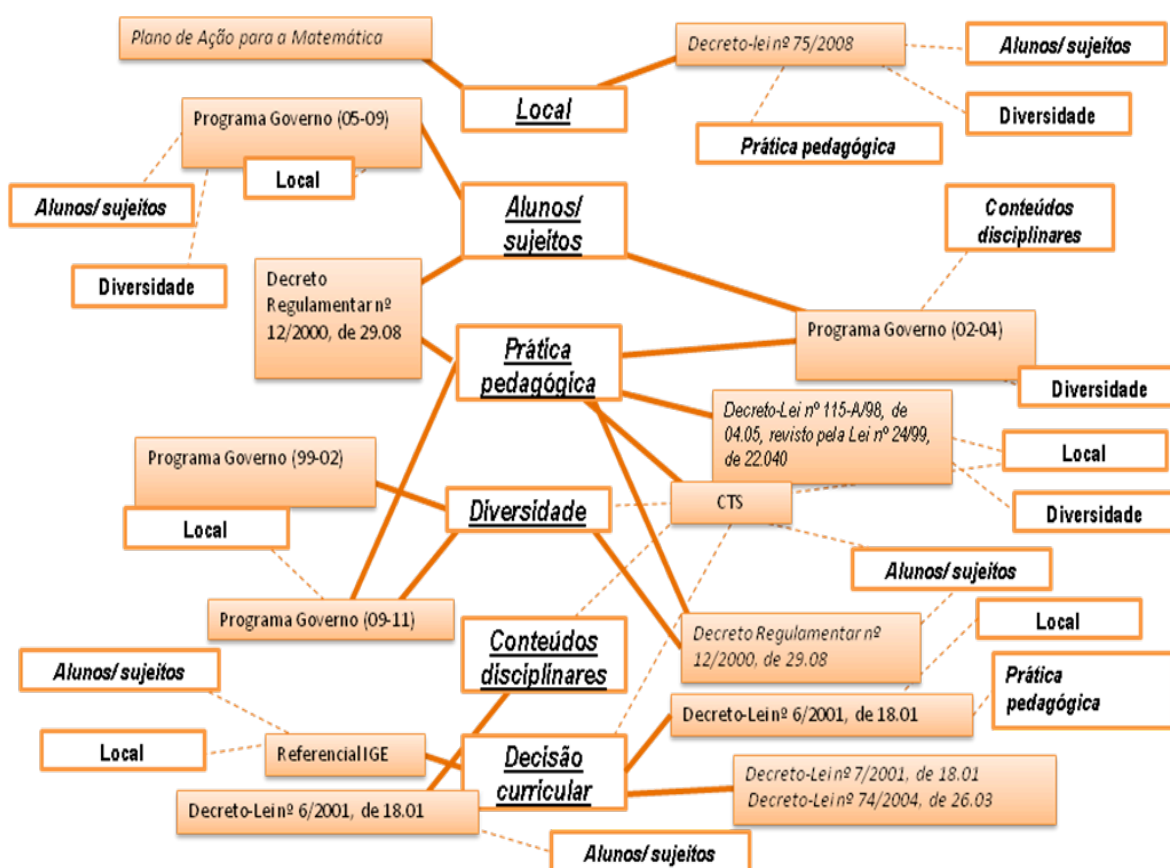 Plano de Ação para a Matemática
Decreto-lei nº 75/2008
Alunos/ sujeitos
Local
Diversidade
Programa Governo (05-09)
Prática pedagógica
Local
Alunos/ sujeitos
Alunos/
sujeitos
Conteúdos
disciplinares
Diversidade
Decreto
Regulamentar nº
12/2000, de 29.08
Programa Governo (02-04)
Prática
pedagógica
Diversidade
Decreto-Lei nº 115-A/98, de
04.05, revisto pela Lei nº 24/99,
de 22.040
Local
Programa Governo (99-02)
CTS
Diversidade
Diversidade
Local
Alunos/ sujeitos
Programa Governo (09-11)
Local
Conteúdos
disciplinares
Decreto Regulamentar nº
12/2000, de 29.08
Alunos/ sujeitos
Prática
pedagógica
Decreto-Lei nº 6/2001, de 18.01
Local
Referencial IGE
Decisão
curricular
Decreto-Lei nº 7/2001, de 18.01
Decreto-Lei nº 74/2004, de 26.03
Decreto-Lei nº 6/2001, de 18.01
Alunos/ sujeitos